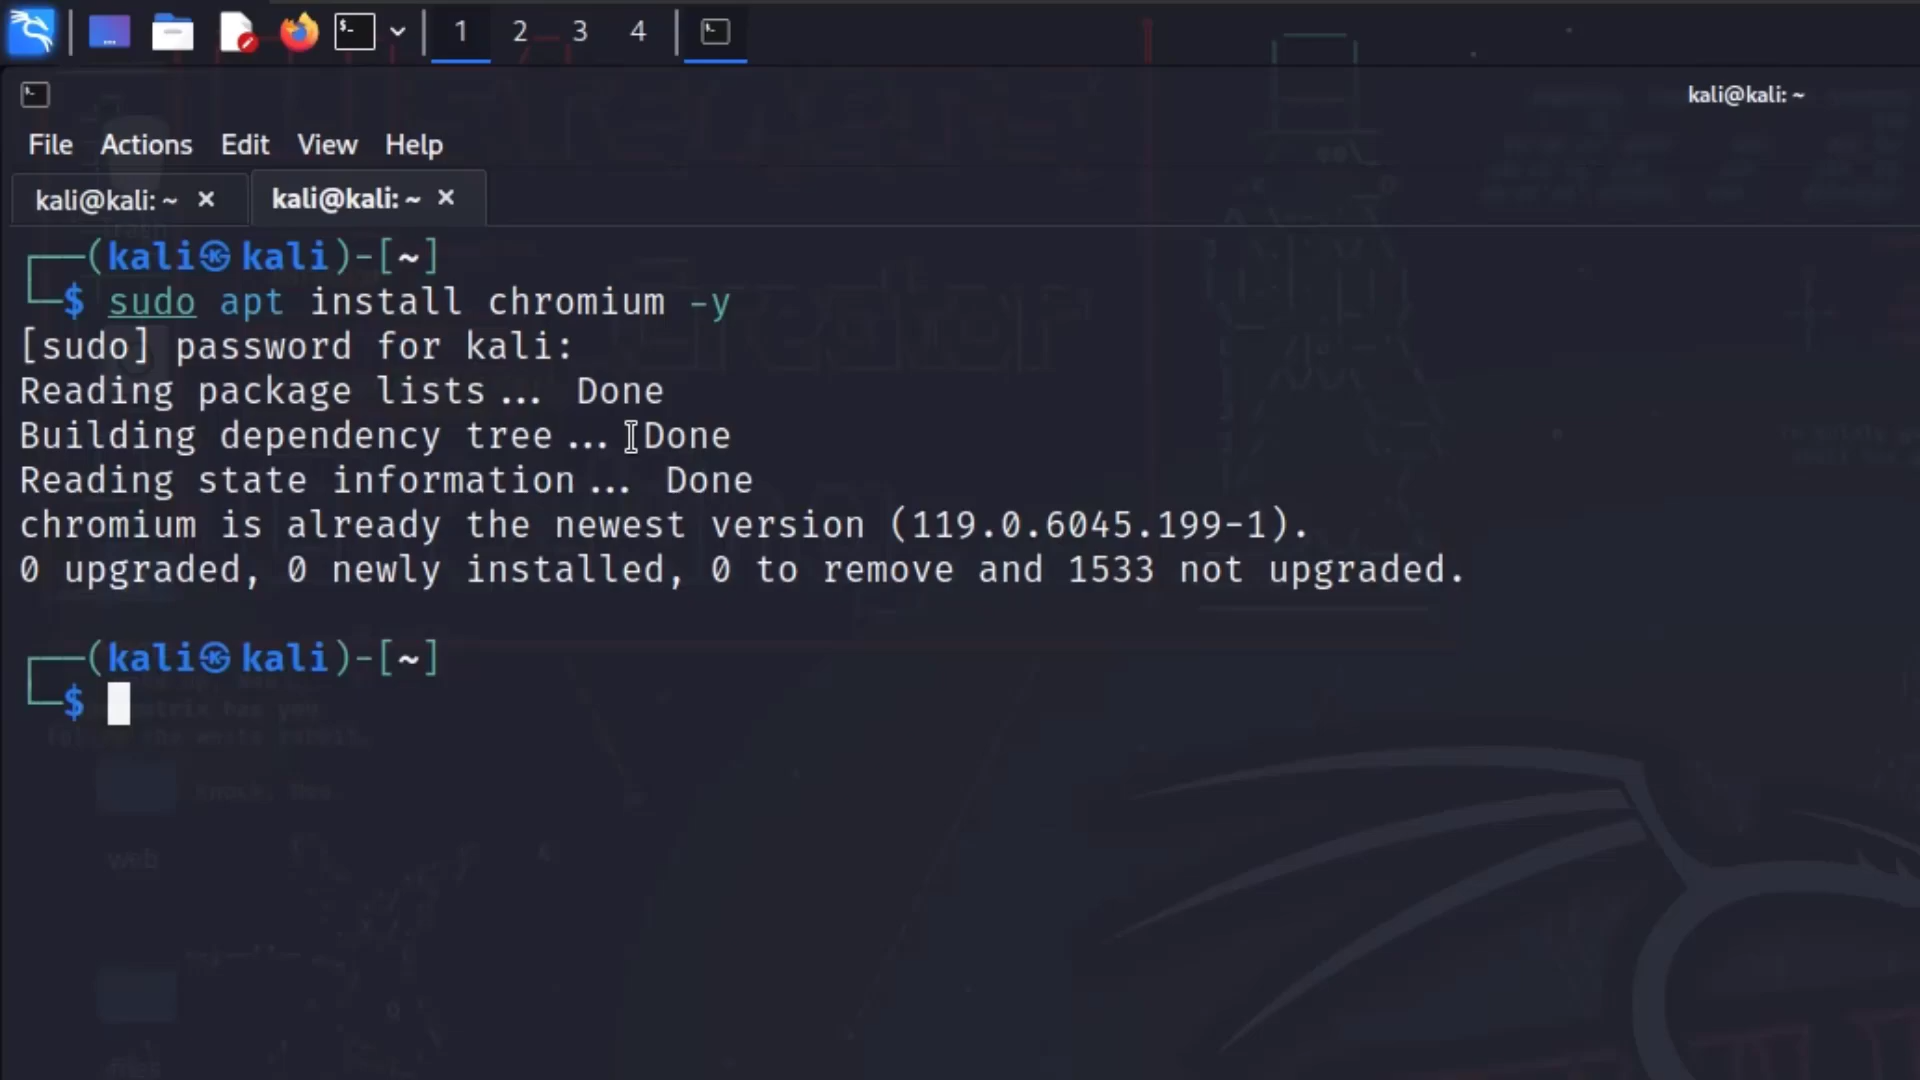 1 2 3 4
kali@kali: ~
File Actions Edit View Help
kali@kali: ~ × kali@kali: ~ ×
┌──(kali㉿kali)-[~]
└─$ sudo apt install chromium -y
[sudo] password for kali:
Reading package lists... Done
Building dependency tree... Done
Reading state information... Done
chromium is already the newest version (119.0.6045.199-1).
0 upgraded, 0 newly installed, 0 to remove and 1533 not upgraded.
┌──(kali㉿kali)-[~]
└─$
web
files